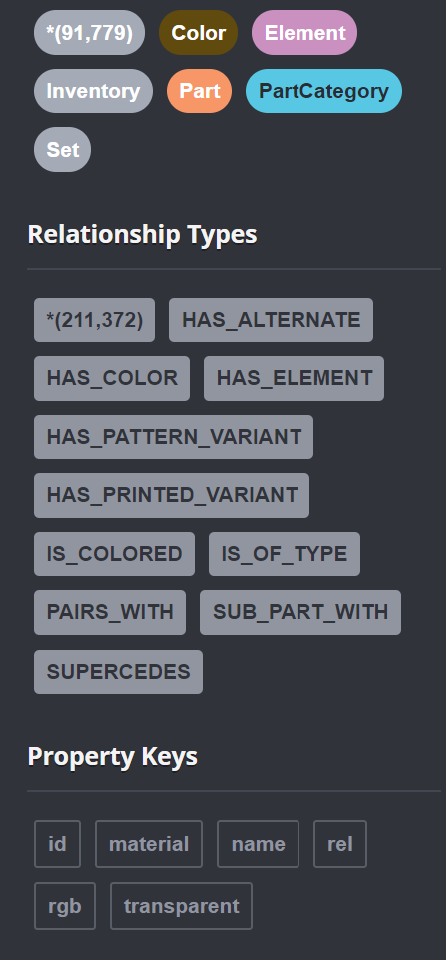 *(91,779) Color Element
Inventory Part PartCategory
Set
Relationship Types
*(211,372) HAS_ALTERNATE
HAS_COLOR HAS_ELEMENT
HAS_PATTERN_VARIANT
HAS_PRINTED_VARIANT
IS_COLORED IS_OF_TYPE
PAIRS_WITH SUB_PART_WITH
SUPERCEDES
Property Keys
id material name rel
rgb transparent